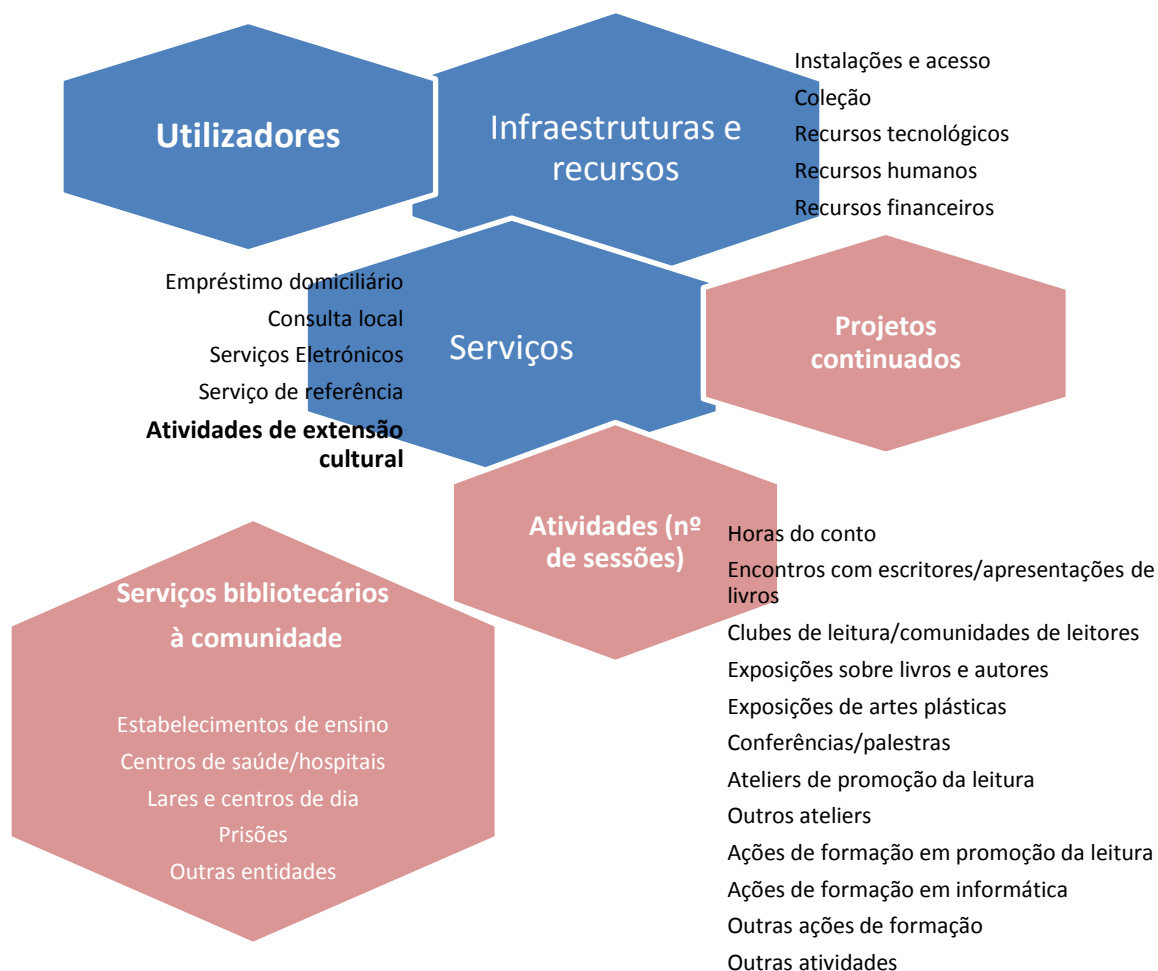 Utilizadores
Infraestruturas e
recursos
Instalações e acesso
Coleção
Recursos tecnológicos
Recursos humanos
Recursos financeiros
Empréstimo domiciliário
Consulta local
Serviços Eletrónicos
Serviço de referência
Atividades de extensão
cultural
Serviços
Projetos
continuados
Atividades (nº
de sessões)
Horas do conto
Encontros com escritores/apresentações de
livros
Clubes de leitura/comunidades de leitores
Exposições sobre livros e autores
Exposições de artes plásticas
Conferências/palestras
Ateliers de promoção da leitura
Outros ateliers
Ações de formação em promoção da leitura
Ações de formação em informática
Outras ações de formação
Outras atividades
Serviços bibliotecários
à comunidade
Estabelecimentos de ensino
Centros de saúde/hospitais
Lares e centros de dia
Prisões
Outras entidades